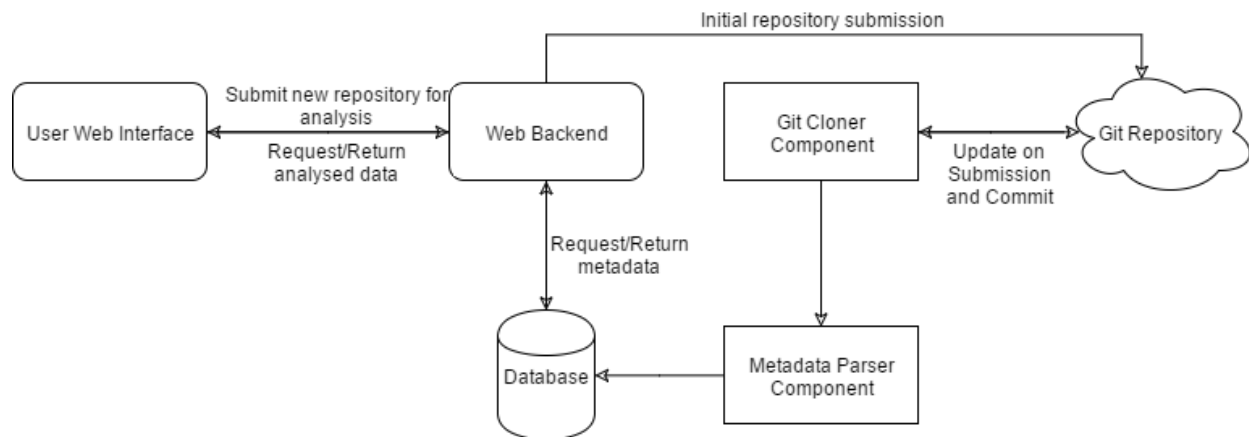 Initial repository submission
Submit new repository for
analysis
User Web Interface
Web Backend
Request/Return
analysed data
Git Cloner
Component
Git Repository
Update on
Submission
and Commit
Request/Return
metadata
Database
Metadata Parser
Component